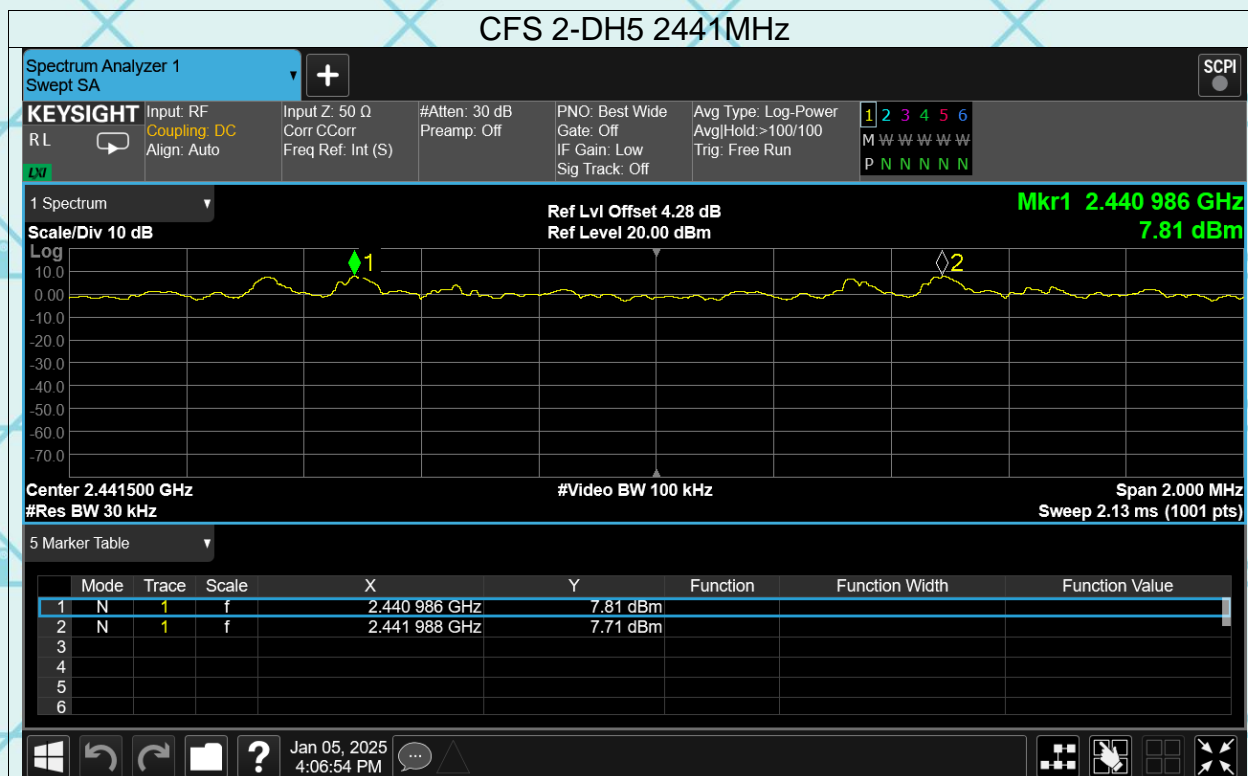 CFS 2-DH5 2441MHz
Spectrum Analyzer 1
Swept SA
+
SCPI
KEYSIGHT
RL
LXI
Input: RF
Coupling: DC
Align: Auto
Input Z: 50 Ω
Corr CCorr
Freq Ref: Int (S)
#Atten: 30 dB
Preamp: Off
PNO: Best Wide
Gate: Off
IF Gain: Low
Sig Track: Off
Avg Type: Log-Power
Avg|Hold:>100/100
Trig: Free Run
1 2 3 4 5 6
M W W W W W
P N N N N N
1 Spectrum
Scale/Div 10 dB
Ref Lvl Offset 4.28 dB
Ref Level 20.00 dBm
Mkr1 2.440 986 GHz
7.81 dBm
Log
1
2
10.0
0.00
-10.0
-20.0
-30.0
-40.0
-50.0
-60.0
-70.0
Center 2.441500 GHz
#Video BW 100 kHz
Span 2.000 MHz
#Res BW 30 kHz
Sweep 2.13 ms (1001 pts)
5 Marker Table
Mode Trace Scale X Y Function Function Width Function Value
1 N 1 f 2.440 986 GHz 7.81 dBm
2 N 1 f 2.441 988 GHz 7.71 dBm
3
4
5
6
?
Jan 05, 2025
4:06:54 PM